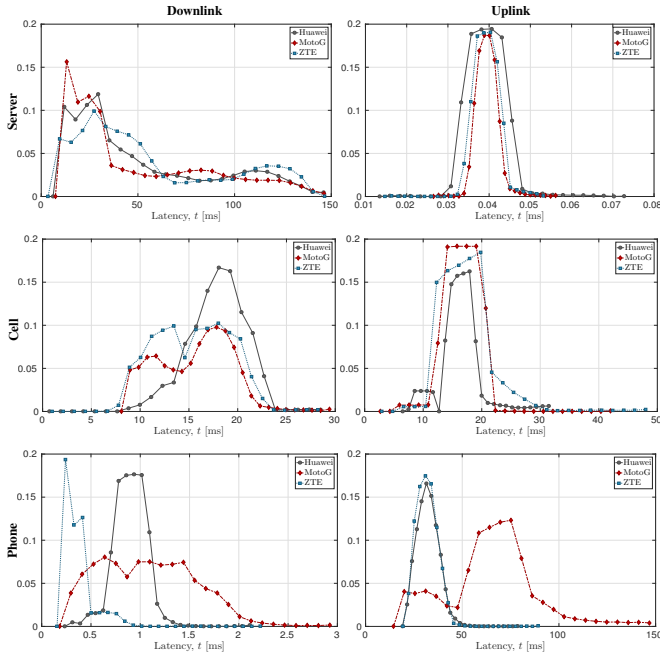 Downlink
Uplink
Server
0.2
0.15
0.1
0.05
0
0 50 100 150
Latency, t [ms]
Huawei
MotoG
ZTE
0.2
0.15
0.1
0.05
0
0.01 0.02 0.03 0.04 0.05 0.06 0.07 0.08
Latency, t [ms]
Huawei
MotoG
ZTE
Cell
0.2
0.15
0.1
0.05
0
0 5 10 15 20 25 30
Latency, t [ms]
Huawei
MotoG
ZTE
0.2
0.15
0.1
0.05
0
0 10 20 30 40 50
Latency, t [ms]
Huawei
MotoG
ZTE
Phone
0.2
0.15
0.1
0.05
0
0 0.5 1 1.5 2 2.5 3
Latency, t [ms]
Huawei
MotoG
ZTE
0.2
0.15
0.1
0.05
0
0 50 100 150
Latency, t [ms]
Huawei
MotoG
ZTE